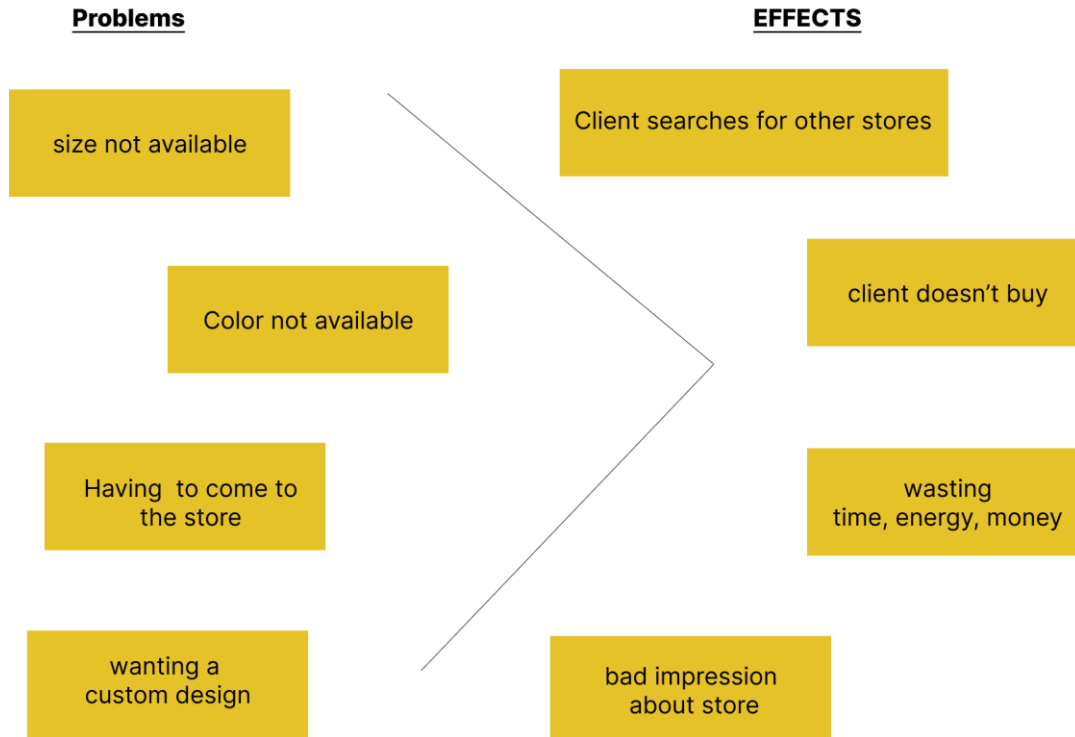 Problems
size not available
Color not available
Having to come to
the store
wanting a
custom design
EFFECTS
Client searches for other stores
client doesn’t buy
wasting
time, energy, money
bad impression
about store